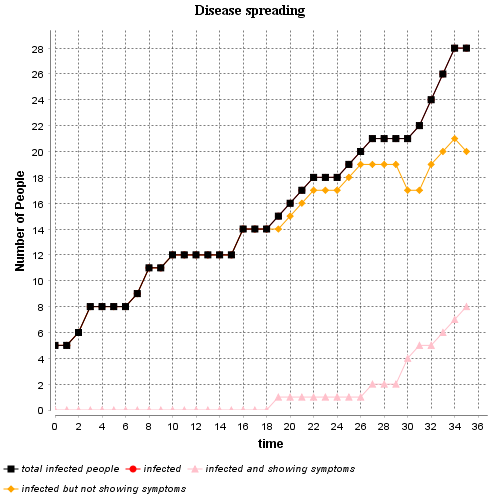 Disease spreading
Number of People
28
26
24
22
20
18
16
14
12
10
8
6
4
2
0
0 2 4 6 8 10 12 14 16 18 20 22 24 26 28 30 32 34 36
time
total infected people infected infected and showing symptoms
infected but not showing symptoms